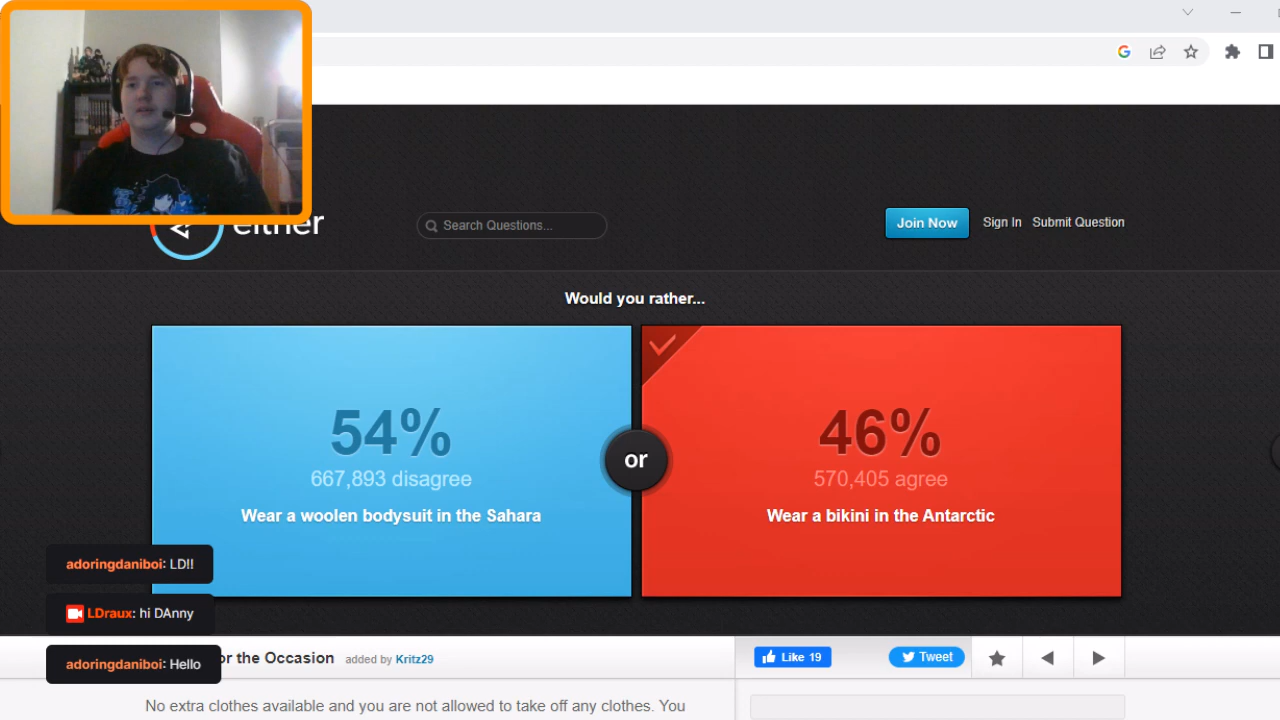 either
Search Questions...
Join Now
Sign In
Submit Question
Would you rather...
54%
667,893 disagree
Wear a woolen bodysuit in the Sahara
or
46%
570,405 agree
Wear a bikini in the Antarctic
adoringdaniboi: LD!!
LDraux: hi DAnny
adoringdaniboi: Hello
or the Occasion added by Kritz29
Like 19
Tweet
No extra clothes available and you are not allowed to take off any clothes. You